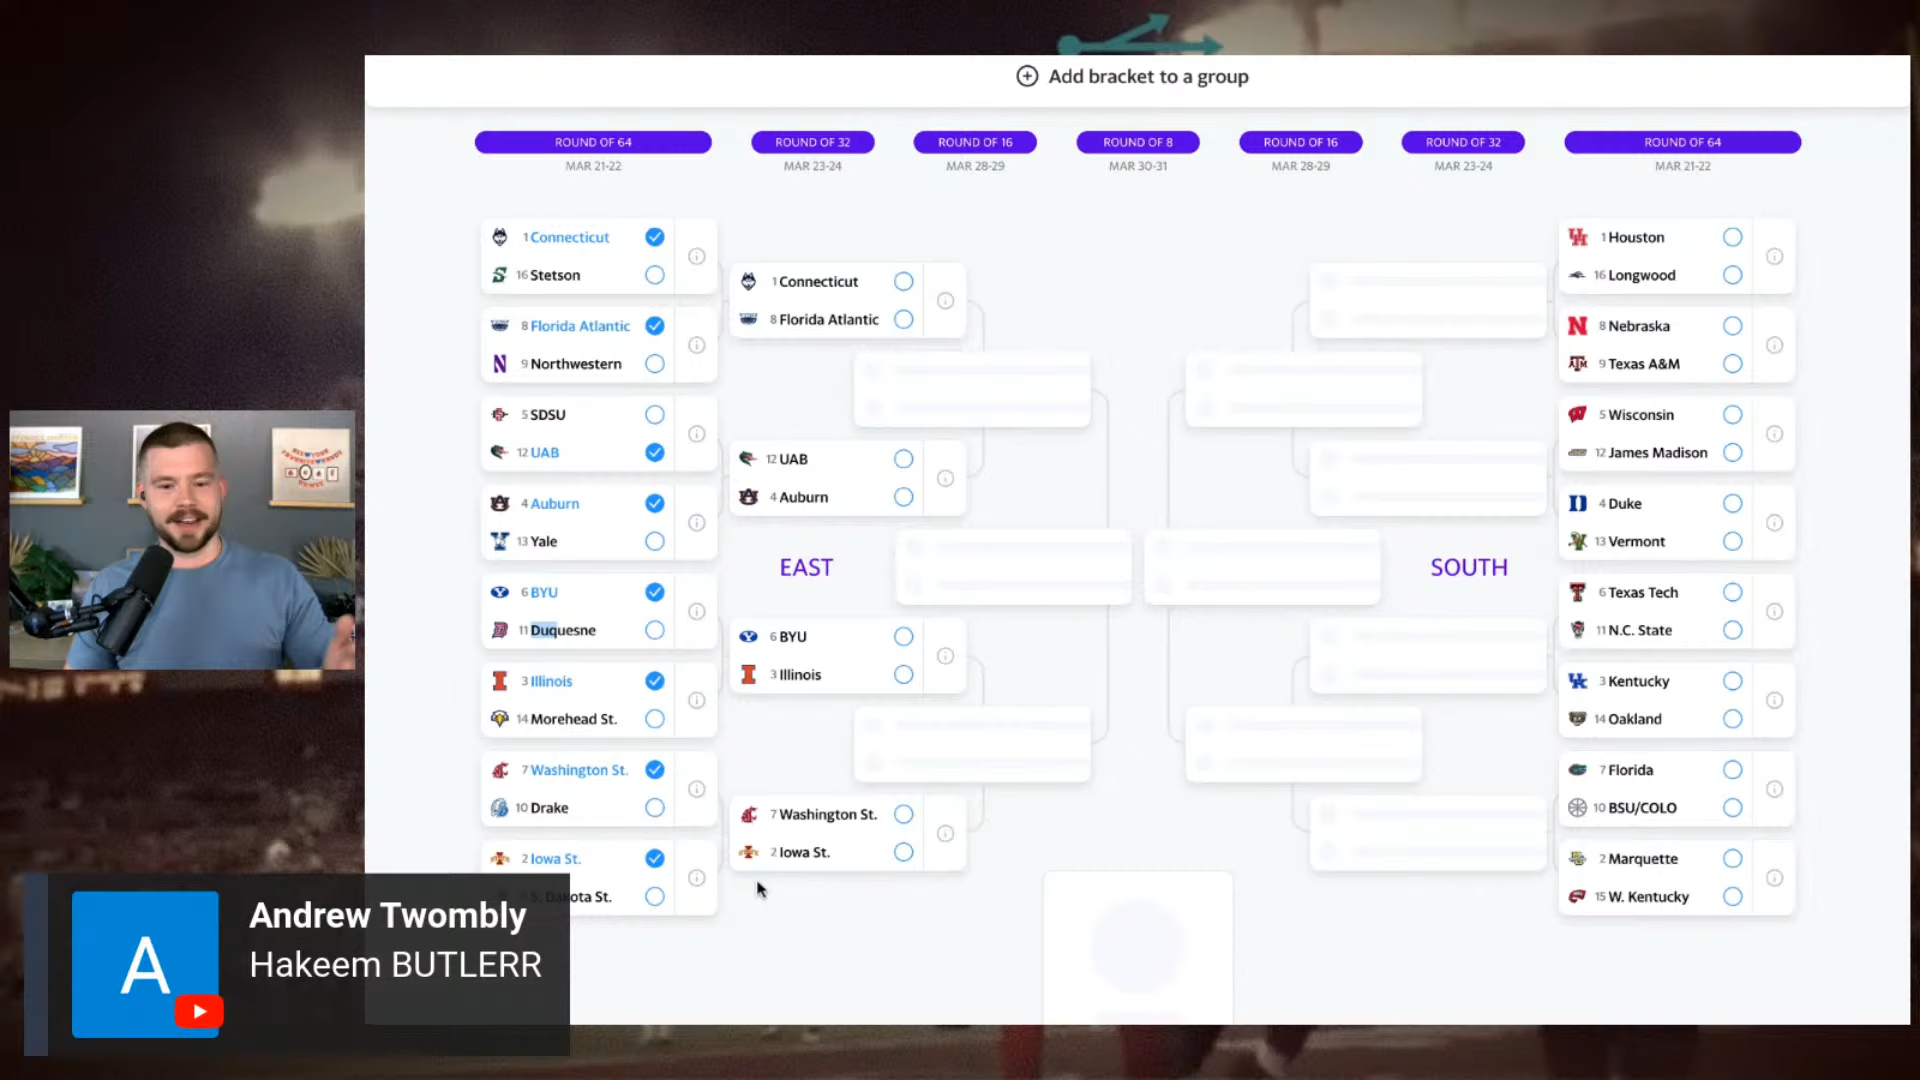 Add bracket to a group
ROUND OF 64
MAR 21-22
ROUND OF 32
MAR 23-24
ROUND OF 16
MAR 28-29
ROUND OF 8
MAR 30-31
ROUND OF 16
MAR 28-29
ROUND OF 32
MAR 23-24
ROUND OF 64
MAR 21-22
1 Connecticut
16 Stetson
8 Florida Atlantic
9 Northwestern
5 SDSU
12 UAB
4 Auburn
13 Yale
6 BYU
11 Duquesne
3 Illinois
14 Morehead St.
7 Washington St.
10 Drake
2 Iowa St.
S. Dakota St.
1 Connecticut
8 Florida Atlantic
12 UAB
4 Auburn
EAST
6 BYU
3 Illinois
7 Washington St.
2 Iowa St.
SOUTH
1 Houston
16 Longwood
8 Nebraska
9 Texas A&M
5 Wisconsin
12 James Madison
4 Duke
13 Vermont
6 Texas Tech
11 N.C. State
3 Kentucky
14 Oakland
7 Florida
10 BSU/COLO
2 Marquette
15 W. Kentucky
A
Andrew Twombly
Hakeem BUTLERR